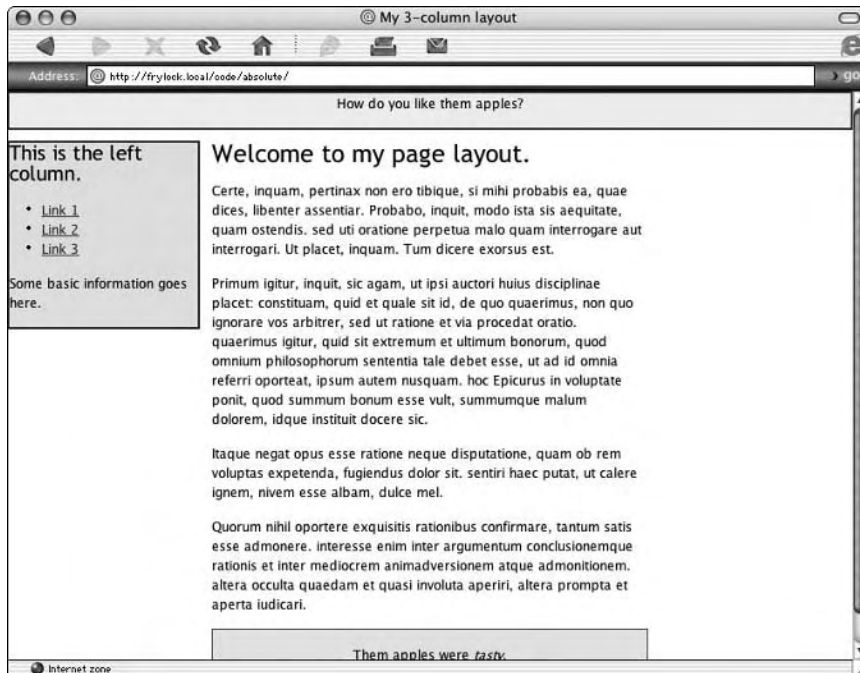 My 3-column layout
Address: http://frylock.local/code/absolute/ go
How do you like them apples?
This is the left
column.
• Link 1
• Link 2
• Link 3
Some basic information goes
here.
Welcome to my page layout.
Certe, inquam, pertinax non ero tibique, si mihi probabis ea, quae
dices, libenter assentiar. Probabo, inquit, modo ista sis aequitate,
quam ostendis. sed uti oratione perpetua malo quam interrogare aut
interrogari. Ut placet, inquam. Tum dicere exorsus est.
Primum igitur, inquit, sic agam, ut ipsi auctori huius disciplinae
placet: constituam, quid et quale sit id, de quo quaerimus, non quo
ignorare vos arbitrer, sed ut ratione et via procedat oratio.
quaerimus igitur, quid sit extremum et ultimum bonorum, quod
omnium philosophorum sententia tale debet esse, ut ad id omnia
referri oporteat, ipsum autem nusquam. hoc Epicurus in voluptate
ponit, quod summum bonum esse vult, summumque malum
dolorem, idque instituit docere sic.
Itaque negat opus esse ratione neque disputatione, quam ob rem
voluptas expetenda, fugiendus dolor sit. sentiri haec putat, ut calere
ignem, nivem esse albam, dulce mel.
Quorum nihil oportere exquisitis rationibus confirmare, tantum satis
esse admonere. interesse enim inter argumentum conclusionemque
rationis et inter mediocrem animadversionem atque admonitionem.
altera occulta quaedam et quasi involuta aperiri, altera prompta et
aperta iudicari.
Them apples were tasty.
Internet zone